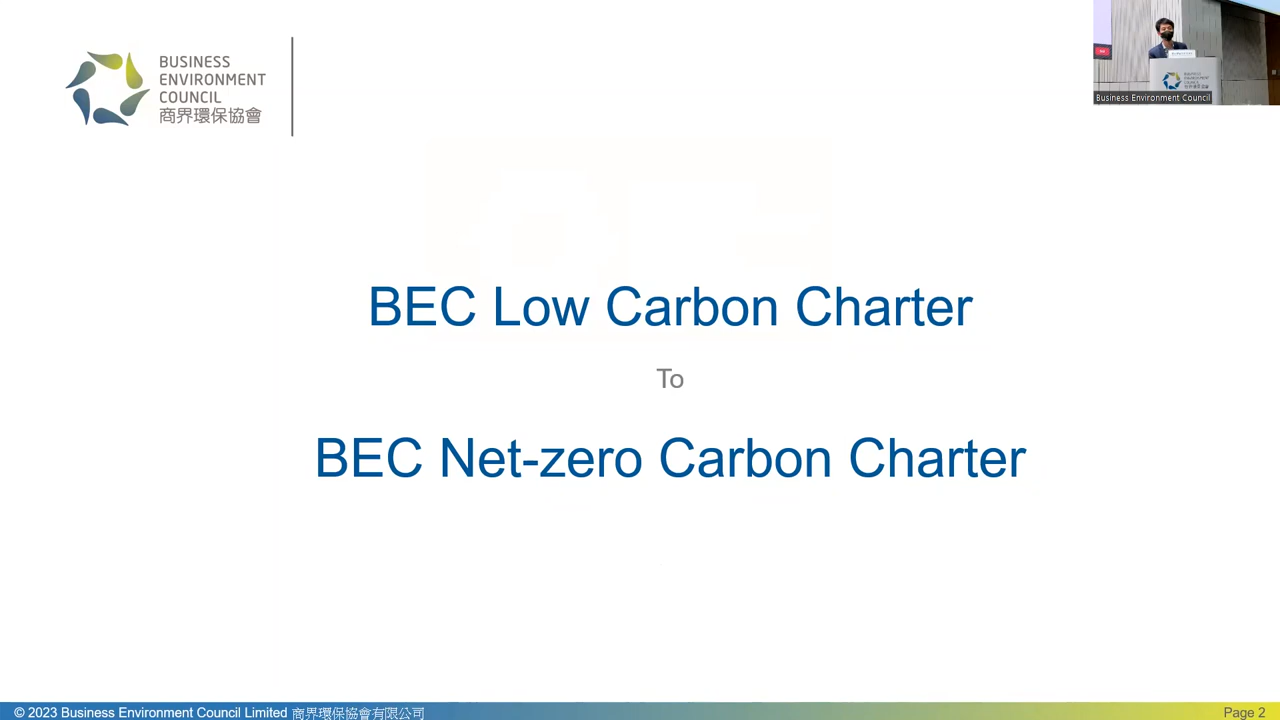 BUSINESS
ENVIRONMENT
COUNCIL
商界環保協會
Business Environment Council
BEC Low Carbon Charter
To
BEC Net-zero Carbon Charter
© 2023 Business Environment Council Limited 商界環保協會有限公司
Page 2